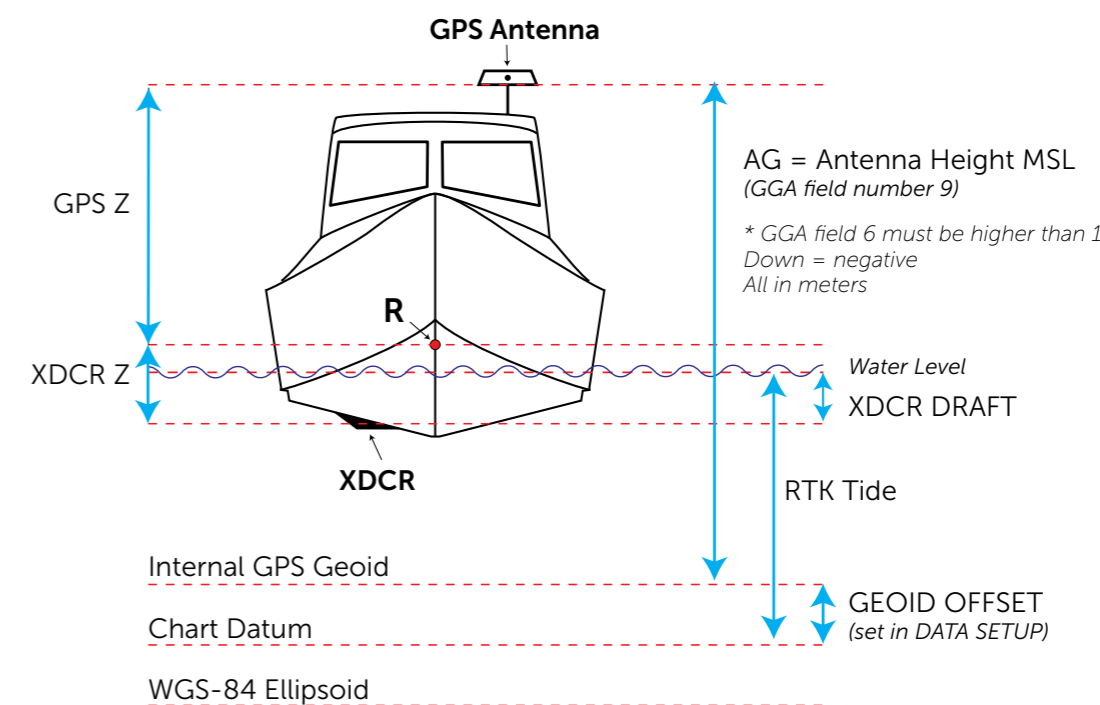 GPS Antenna
AG = Antenna Height MSL
(GGA field number 9)
GPS Z
* GGA field 6 must be higher than 1
Down = negative
All in meters
R
XDCR Z
Water Level
XDCR DRAFT
XDCR
RTK Tide
Internal GPS Geoid
GEOID OFFSET
(set in DATA SETUP)
Chart Datum
WGS-84 Ellipsoid